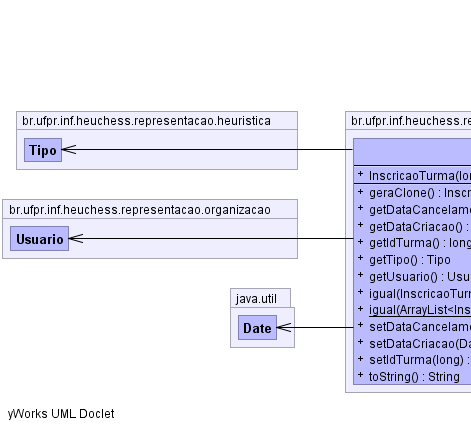 br.ufpr.inf.heuchess.representacao.heuristica
Tipo
br.ufpr.inf.heuchess.representacao.organizacao
Usuario
java.util
Date
br.ufpr.inf.heuchess.re
+ InscricaoTurma(lon
+ geraClone() : Inscri
+ getDataCancelame
+ getDataCriacao() :
+ getIdTurma() : long
+ getTipo() : Tipo
+ getUsuario() : Usu
+ igual(InscricaoTurn
+ igual(ArrayList<Ins
+ setDataCancelame
+ setDataCriacao(Da
+ setIdTurma(long) :
+ toString() : String
yWorks UML Doclet